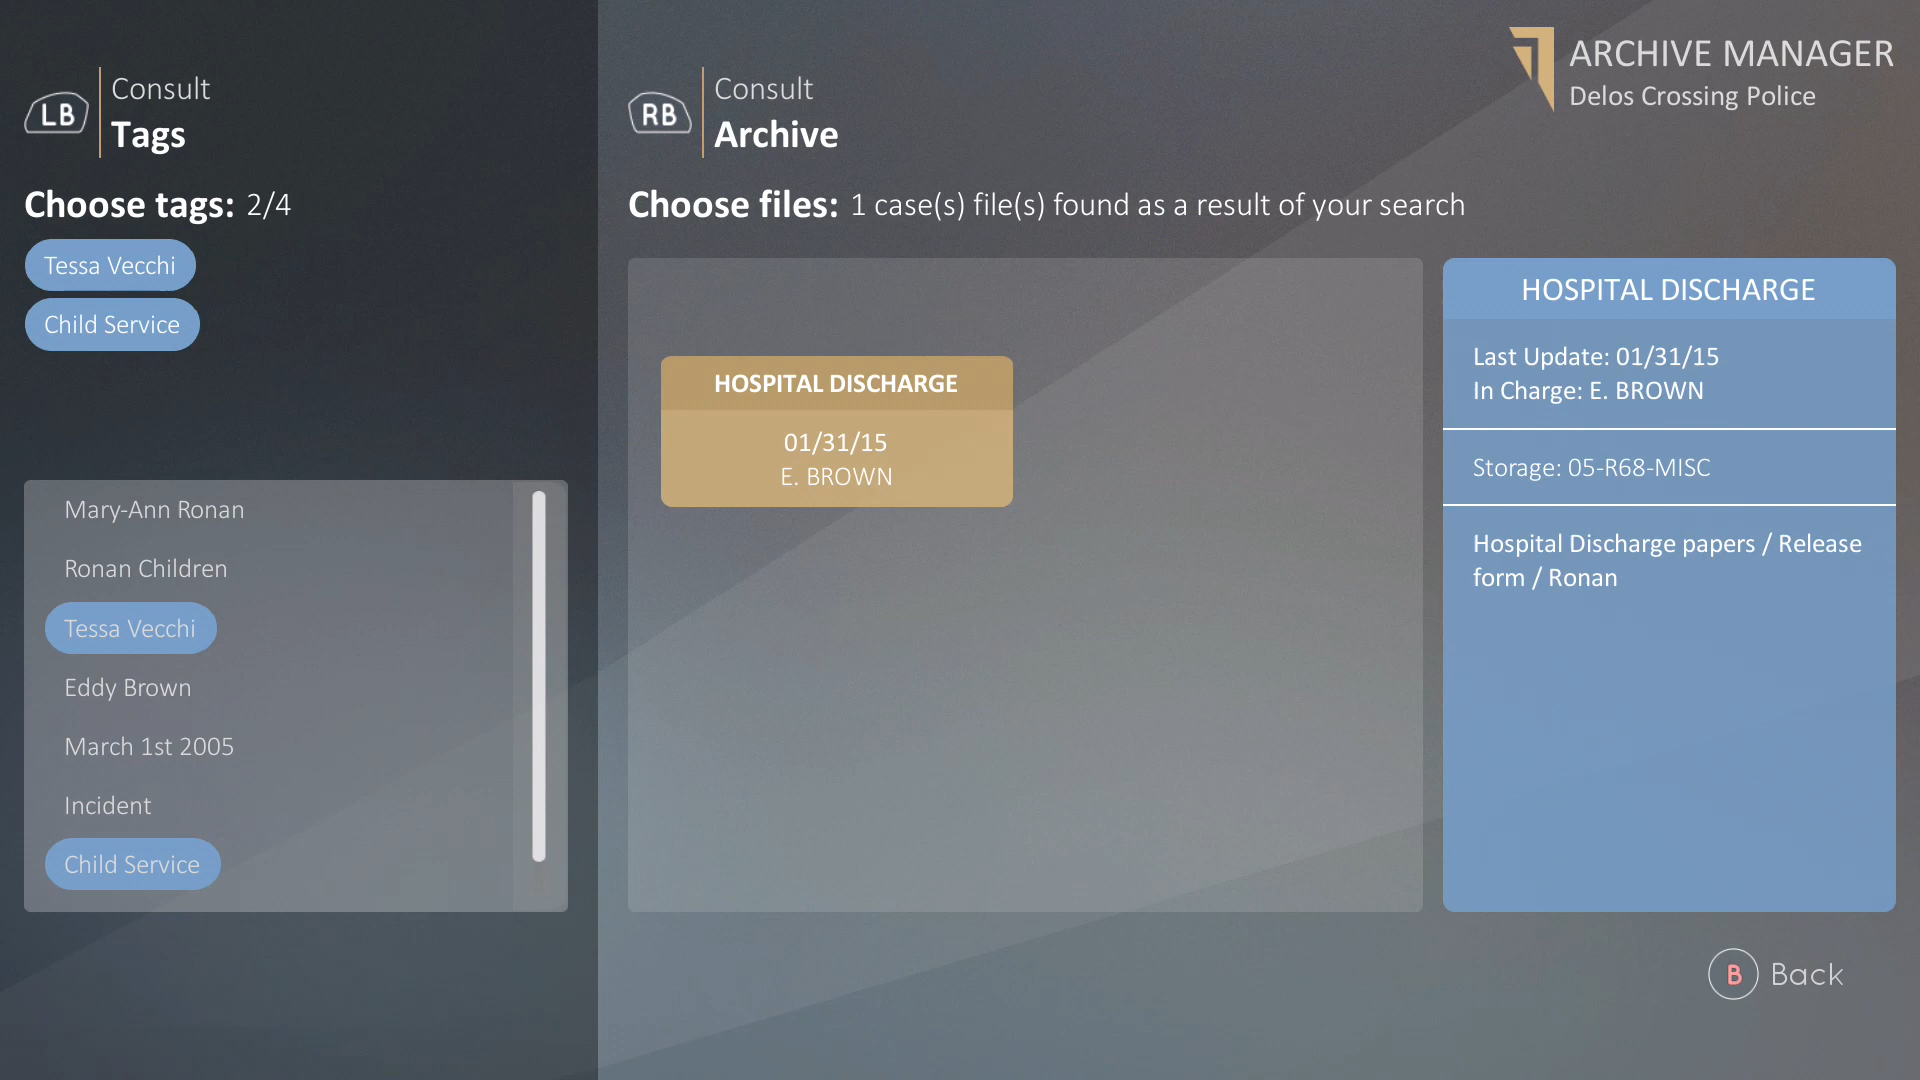 LB
Consult
Tags
Choose tags: 2/4
Tessa Vecchi
Child Service
Mary-Ann Ronan
Ronan Children
Tessa Vecchi
Eddy Brown
March 1st 2005
Incident
Child Service
RB
Consult
Archive
Choose files: 1 case(s) file(s) found as a result of your search
HOSPITAL DISCHARGE
01/31/15
E. BROWN
ARCHIVE MANAGER
Delos Crossing Police
HOSPITAL DISCHARGE
Last Update: 01/31/15
In Charge: E. BROWN
Storage: 05-R68-MISC
Hospital Discharge papers / Release
form / Ronan
B Back